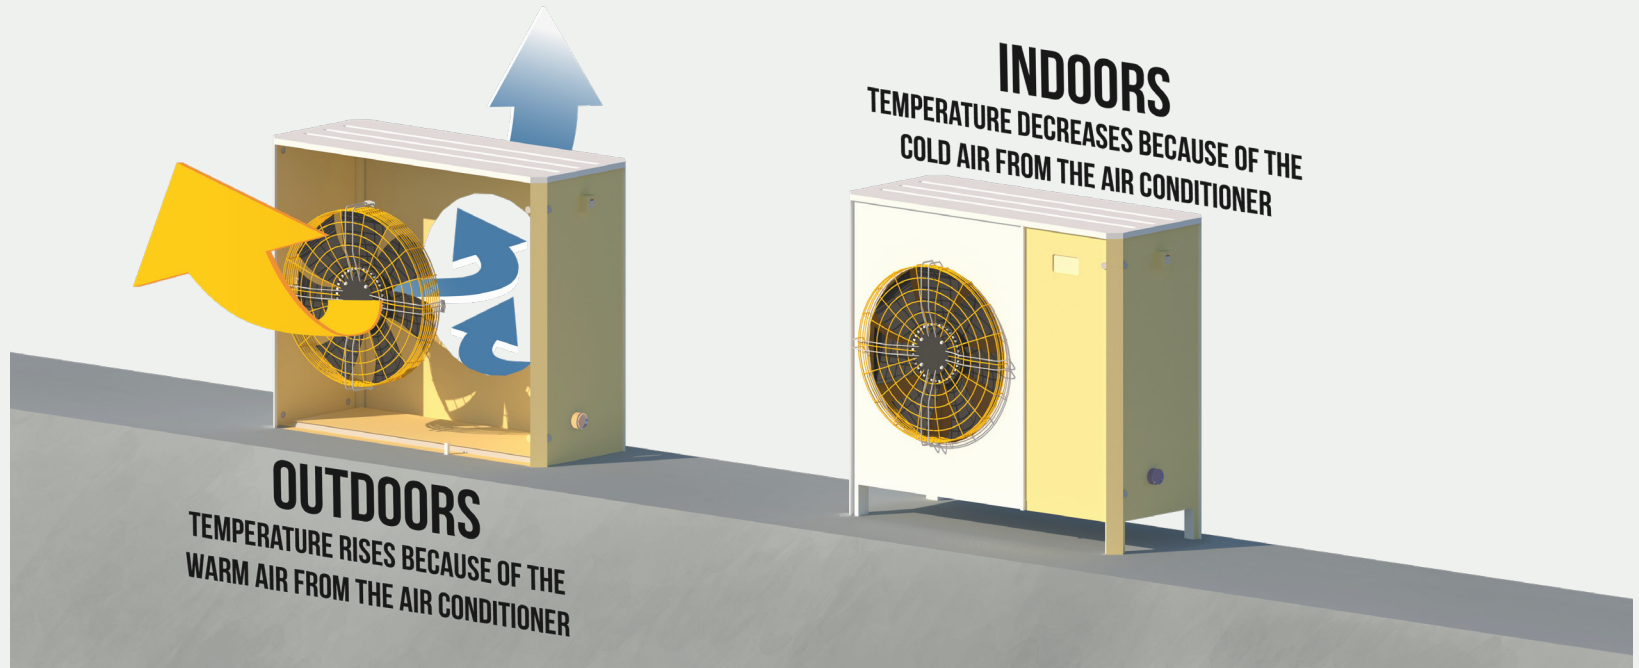 INDOORS
TEMPERATURE DECREASES BECAUSE OF THE
COLD AIR FROM THE AIR CONDITIONER
OUTDOORS
TEMPERATURE RISES BECAUSE OF THE
WARM AIR FROM THE AIR CONDITIONER